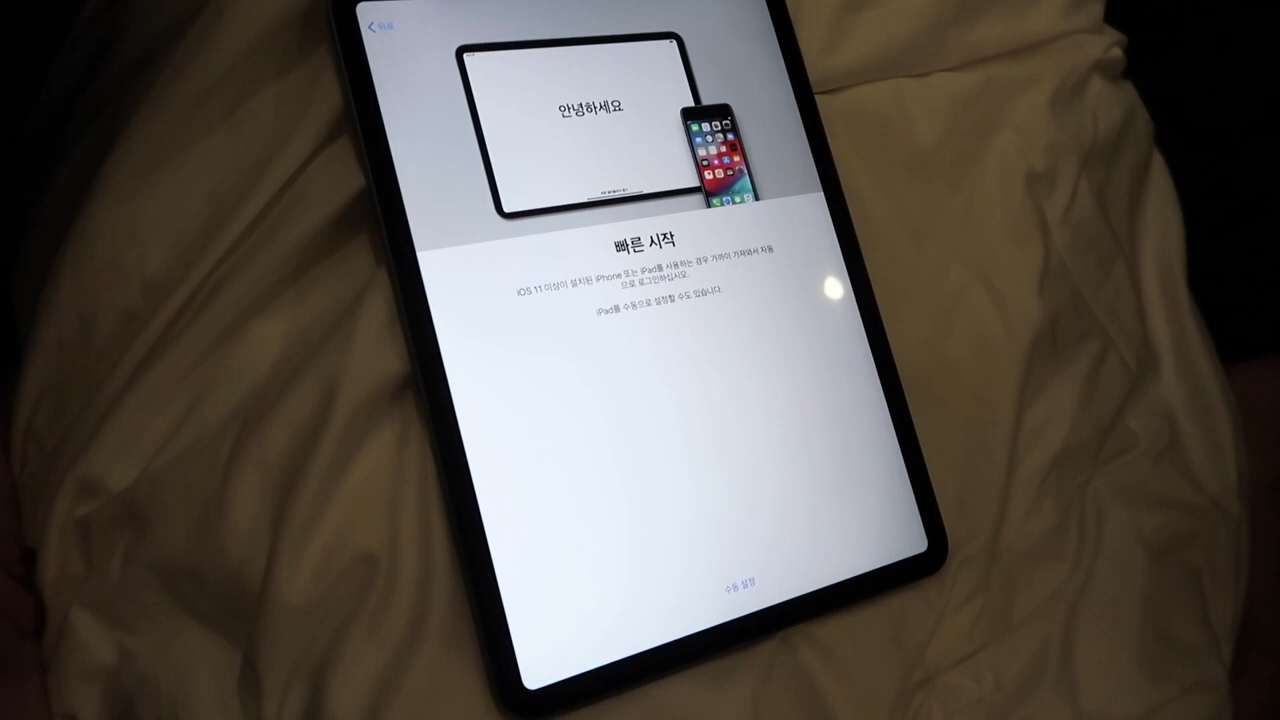 뒤로
안녕하세요
빠른 시작
iOS 11 이상이 설치된 iPhone 또는 iPad를 사용하는 경우 가까이 가져와서 자동
으로 로그인하십시오.
iPad를 수동으로 설정할 수도 있습니다.
수동 설정